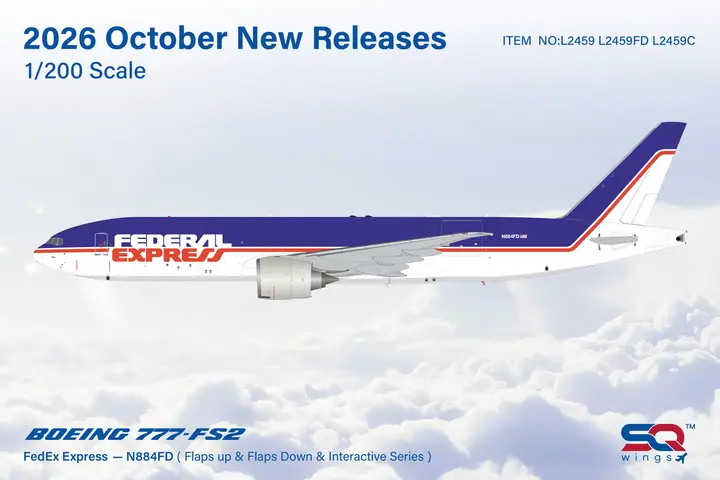 2026 October New Releases
1/200 Scale
ITEM NO:L2459 L2459FD L2459C
FEDERAL
EXPRESS
N884FD
BOEING 777-FS2
FedEx Express — N884FD ( Flaps up & Flaps Down & Interactive Series )
SQ™
wings